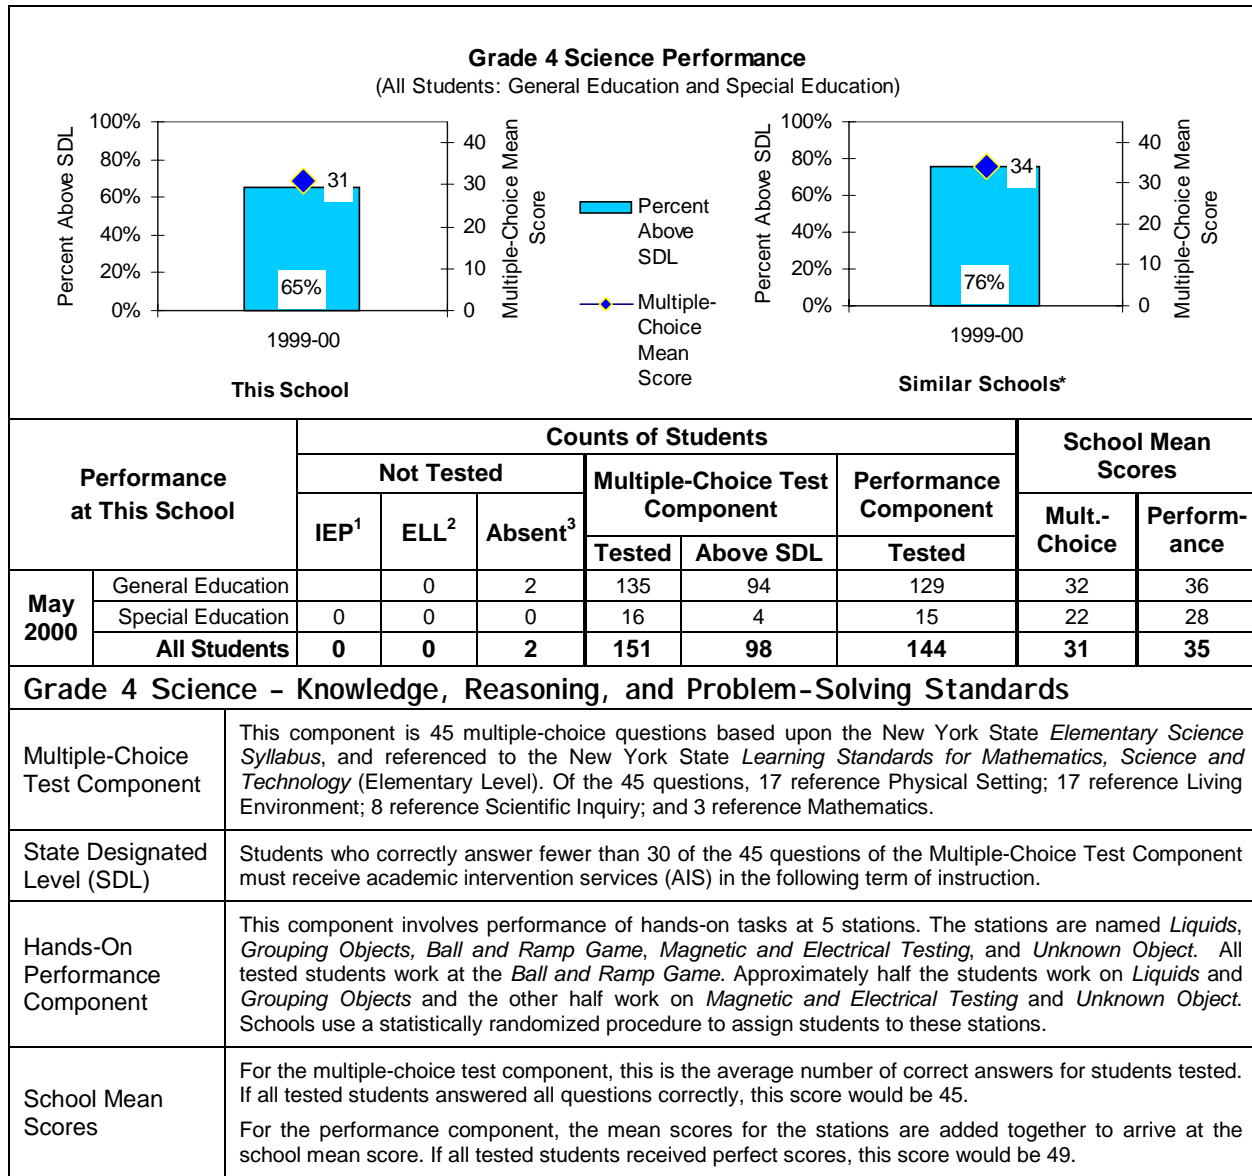 Grade 4 Science Performance
(All Students: General Education and Special Education)
Percent Above SDL
100%
80%
60%
40%
20%
0%
31
65%
40
30
20
10
0
Multiple-Choice Mean
Score
1999-00
This School
Percent
Above
SDL
Multiple-
Choice
Mean
Score
Percent Above SDL
100%
80%
60%
40%
20%
0%
34
76%
40
30
20
10
0
Multiple-Choice Mean
Score
1999-00
Similar Schools*
Performance
at This School
Counts of Students
School Mean
Scores
Not Tested
Multiple-Choice Test
Component
Performance
Component
IEP1 ELL2 Absent3
Mult.-
Choice
Perform-
ance
Tested Above SDL Tested
May
2000
General Education 0 2 135 94 129 32 36
Special Education 0 0 0 16 4 15 22 28
All Students 0 0 2 151 98 144 31 35
Grade 4 Science – Knowledge, Reasoning, and Problem-Solving Standards
Multiple-Choice
Test Component
This component is 45 multiple-choice questions based upon the New York State Elementary Science
Syllabus, and referenced to the New York State Learning Standards for Mathematics, Science and
Technology (Elementary Level). Of the 45 questions, 17 reference Physical Setting; 17 reference Living
Environment; 8 reference Scientific Inquiry; and 3 reference Mathematics.
State Designated
Level (SDL)
Students who correctly answer fewer than 30 of the 45 questions of the Multiple-Choice Test Component
must receive academic intervention services (AIS) in the following term of instruction.
Hands-On
Performance
Component
This component involves performance of hands-on tasks at 5 stations. The stations are named Liquids,
Grouping Objects, Ball and Ramp Game, Magnetic and Electrical Testing, and Unknown Object. All
tested students work at the Ball and Ramp Game. Approximately half the students work on Liquids and
Grouping Objects and the other half work on Magnetic and Electrical Testing and Unknown Object.
Schools use a statistically randomized procedure to assign students to these stations.
School Mean
Scores
For the multiple-choice test component, this is the average number of correct answers for students tested.
If all tested students answered all questions correctly, this score would be 45.
For the performance component, the mean scores for the stations are added together to arrive at the
school mean score. If all tested students received perfect scores, this score would be 49.